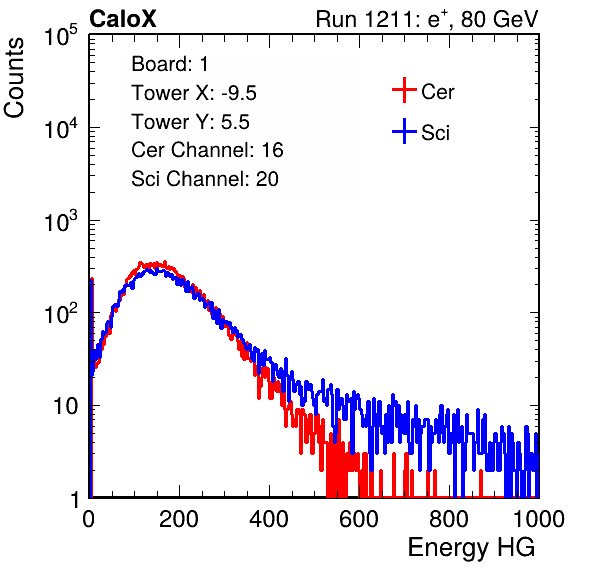 CaloX Run 1211: e⁺, 80 GeV
Counts
Board: 1
Tower X: -9.5
Tower Y: 5.5
Cer Channel: 16
Sci Channel: 20
Cer
Sci
10⁵
10⁴
10³
10²
10
1
0 200 400 600 800 1000
Energy HG